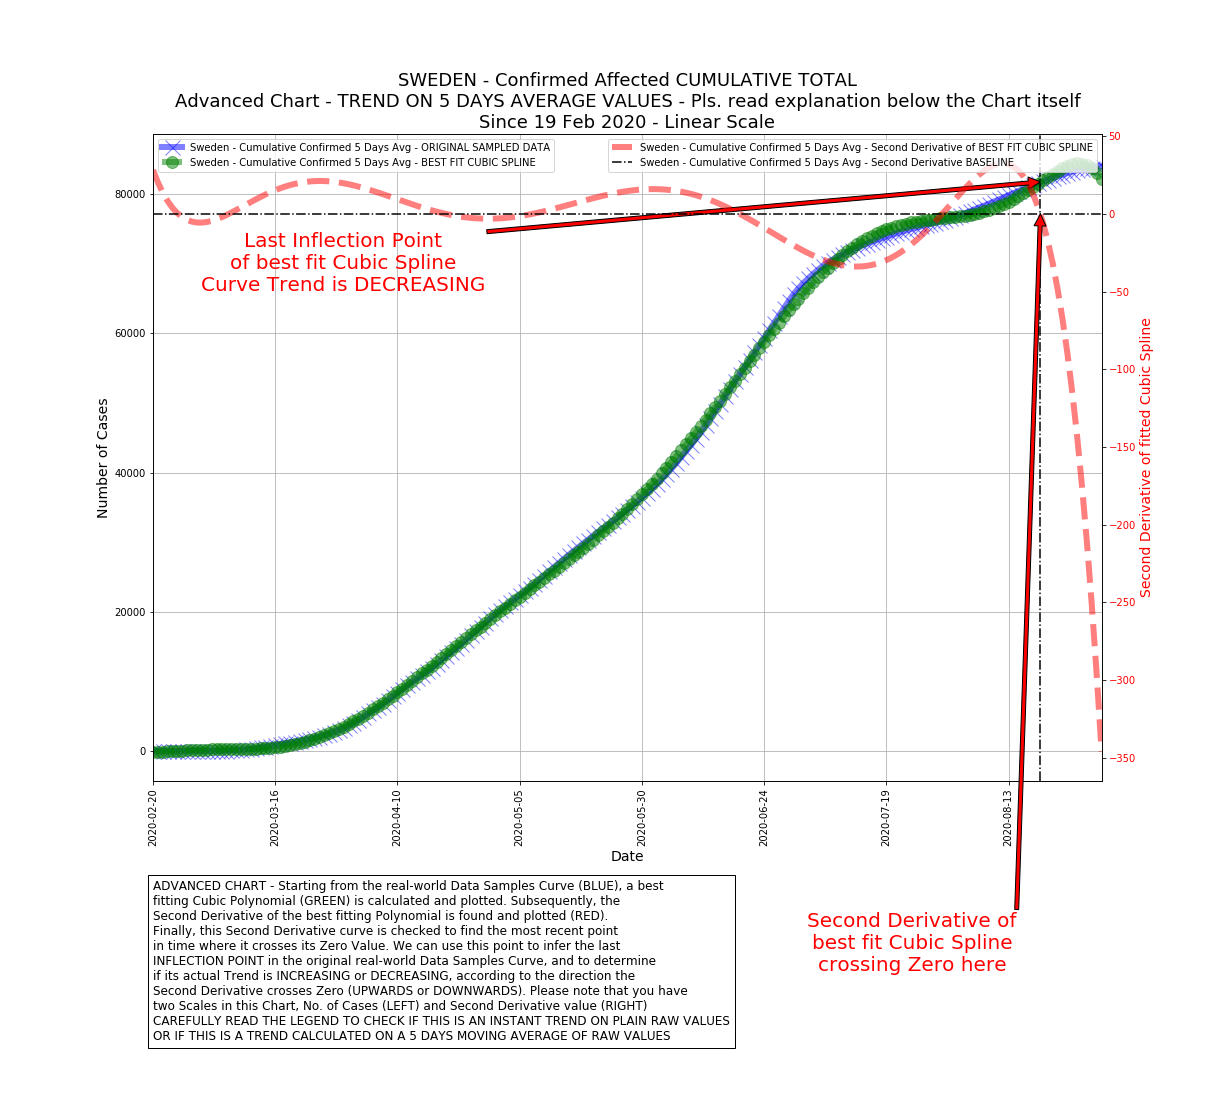 SWEDEN - Confirmed Affected CUMULATIVE TOTAL
Advanced Chart - TREND ON 5 DAYS AVERAGE VALUES - Pls. read explanation below the Chart itself
Since 19 Feb 2020 - Linear Scale
Sweden - Cumulative Confirmed 5 Days Avg - ORIGINAL SAMPLED DATA
Sweden - Cumulative Confirmed 5 Days Avg - BEST FIT CUBIC SPLINE
Sweden - Cumulative Confirmed 5 Days Avg - Second Derivative of BEST FIT CUBIC SPLINE
Sweden - Cumulative Confirmed 5 Days Avg - Second Derivative BASELINE
Last Inflection Point
of best fit Cubic Spline
Curve Trend is DECREASING
Number of Cases
80000
60000
40000
20000
0
50
0
−50
−100
−150
−200
−250
−300
−350
Second Derivative of fitted Cubic Spline
2020-02-20
2020-03-16
2020-04-10
2020-05-05
2020-05-30
2020-06-24
2020-07-19
2020-08-13
Date
Second Derivative of
best fit Cubic Spline
crossing Zero here
ADVANCED CHART - Starting from the real-world Data Samples Curve (BLUE), a best
fitting Cubic Polynomial (GREEN) is calculated and plotted. Subsequently, the
Second Derivative of the best fitting Polynomial is found and plotted (RED).
Finally, this Second Derivative curve is checked to find the most recent point
in time where it crosses its Zero Value. We can use this point to infer the last
INFLECTION POINT in the original real-world Data Samples Curve, and to determine
if its actual Trend is INCREASING or DECREASING, according to the direction the
Second Derivative crosses Zero (UPWARDS or DOWNWARDS). Please note that you have
two Scales in this Chart, No. of Cases (LEFT) and Second Derivative value (RIGHT)
CAREFULLY READ THE LEGEND TO CHECK IF THIS IS AN INSTANT TREND ON PLAIN RAW VALUES
OR IF THIS IS A TREND CALCULATED ON A 5 DAYS MOVING AVERAGE OF RAW VALUES